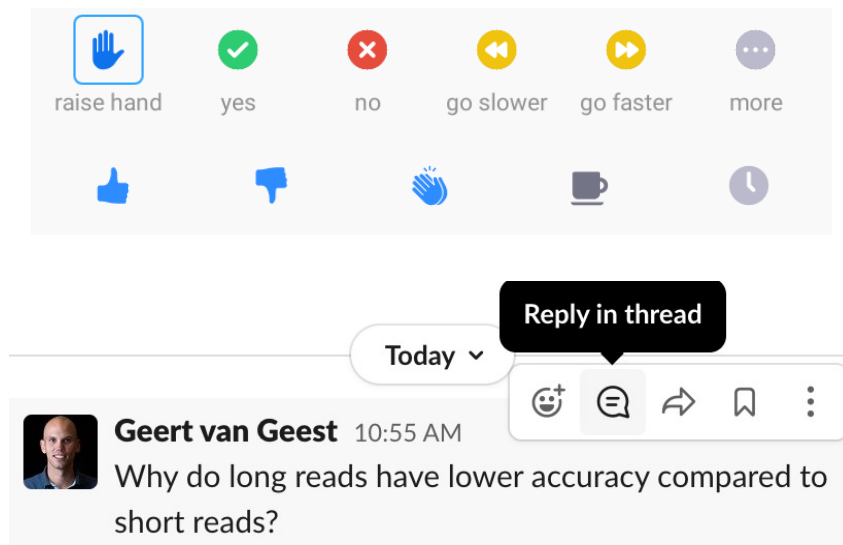 raise hand yes no go slower go faster more
Reply in thread
Today
Geert van Geest 10:55 AM
Why do long reads have lower accuracy compared to
short reads?